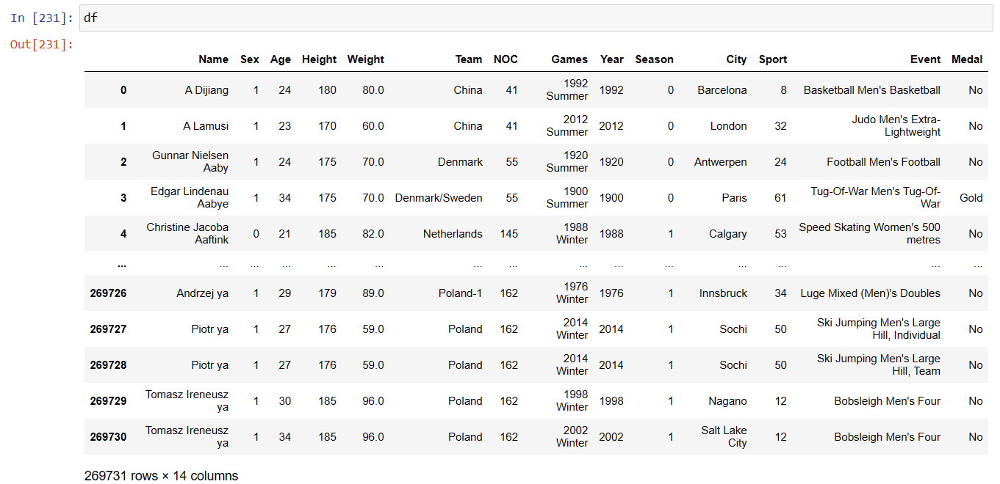 In [231]: df
Out[231]:
Name Sex Age Height Weight Team NOC Games Year Season City Sport Event Medal
0 A Dijiang 1 24 180 80.0 China 41 1992 Summer 1992 0 Barcelona 8 Basketball Men's Basketball No
1 A Lamusi 1 23 170 60.0 China 41 2012 Summer 2012 0 London 32 Judo Men's Extra-Lightweight No
2 Gunnar Nielsen Aaby 1 24 175 70.0 Denmark 55 1920 Summer 1920 0 Antwerpen 24 Football Men's Football No
3 Edgar Lindenau Aabye 1 34 175 70.0 Denmark/Sweden 55 1900 Summer 1900 0 Paris 61 Tug-Of-War Men's Tug-Of-War Gold
4 Christine Jacoba Aaftink 0 21 185 82.0 Netherlands 145 1988 Winter 1988 1 Calgary 53 Speed Skating Women's 500 metres No
... ... ... ... ... ... ... ... ... ... ... ... ... ... ...
269726 Andrzej ya 1 29 179 89.0 Poland-1 162 1976 Winter 1976 1 Innsbruck 34 Luge Mixed (Men)'s Doubles No
269727 Piotr ya 1 27 176 59.0 Poland 162 2014 Winter 2014 1 Sochi 50 Ski Jumping Men's Large Hill, Individual No
269728 Piotr ya 1 27 176 59.0 Poland 162 2014 Winter 2014 1 Sochi 50 Ski Jumping Men's Large Hill, Team No
269729 Tomasz Ireneusz ya 1 30 185 96.0 Poland 162 1998 Winter 1998 1 Nagano 12 Bobsleigh Men's Four No
269730 Tomasz Ireneusz ya 1 34 185 96.0 Poland 162 2002 Winter 2002 1 Salt Lake City 12 Bobsleigh Men's Four No
269731 rows × 14 columns